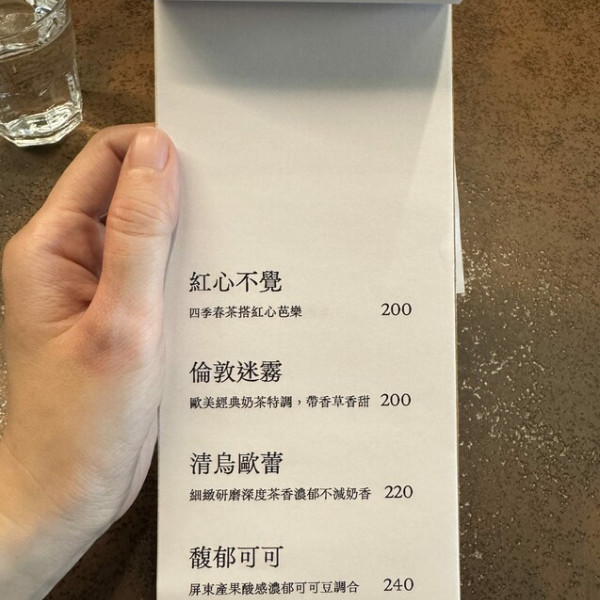 紅心不覺
四季春茶搭紅心芭樂 200
倫敦迷霧
歐美經典奶茶特調，帶香草香甜 200
清烏歐蕾
細緻研磨深度茶香濃郁不減奶香 220
馥郁可可
屏東產果酸感濃郁可可豆調合 240